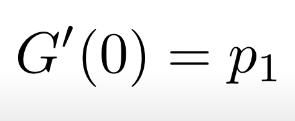 G′(0) = p₁